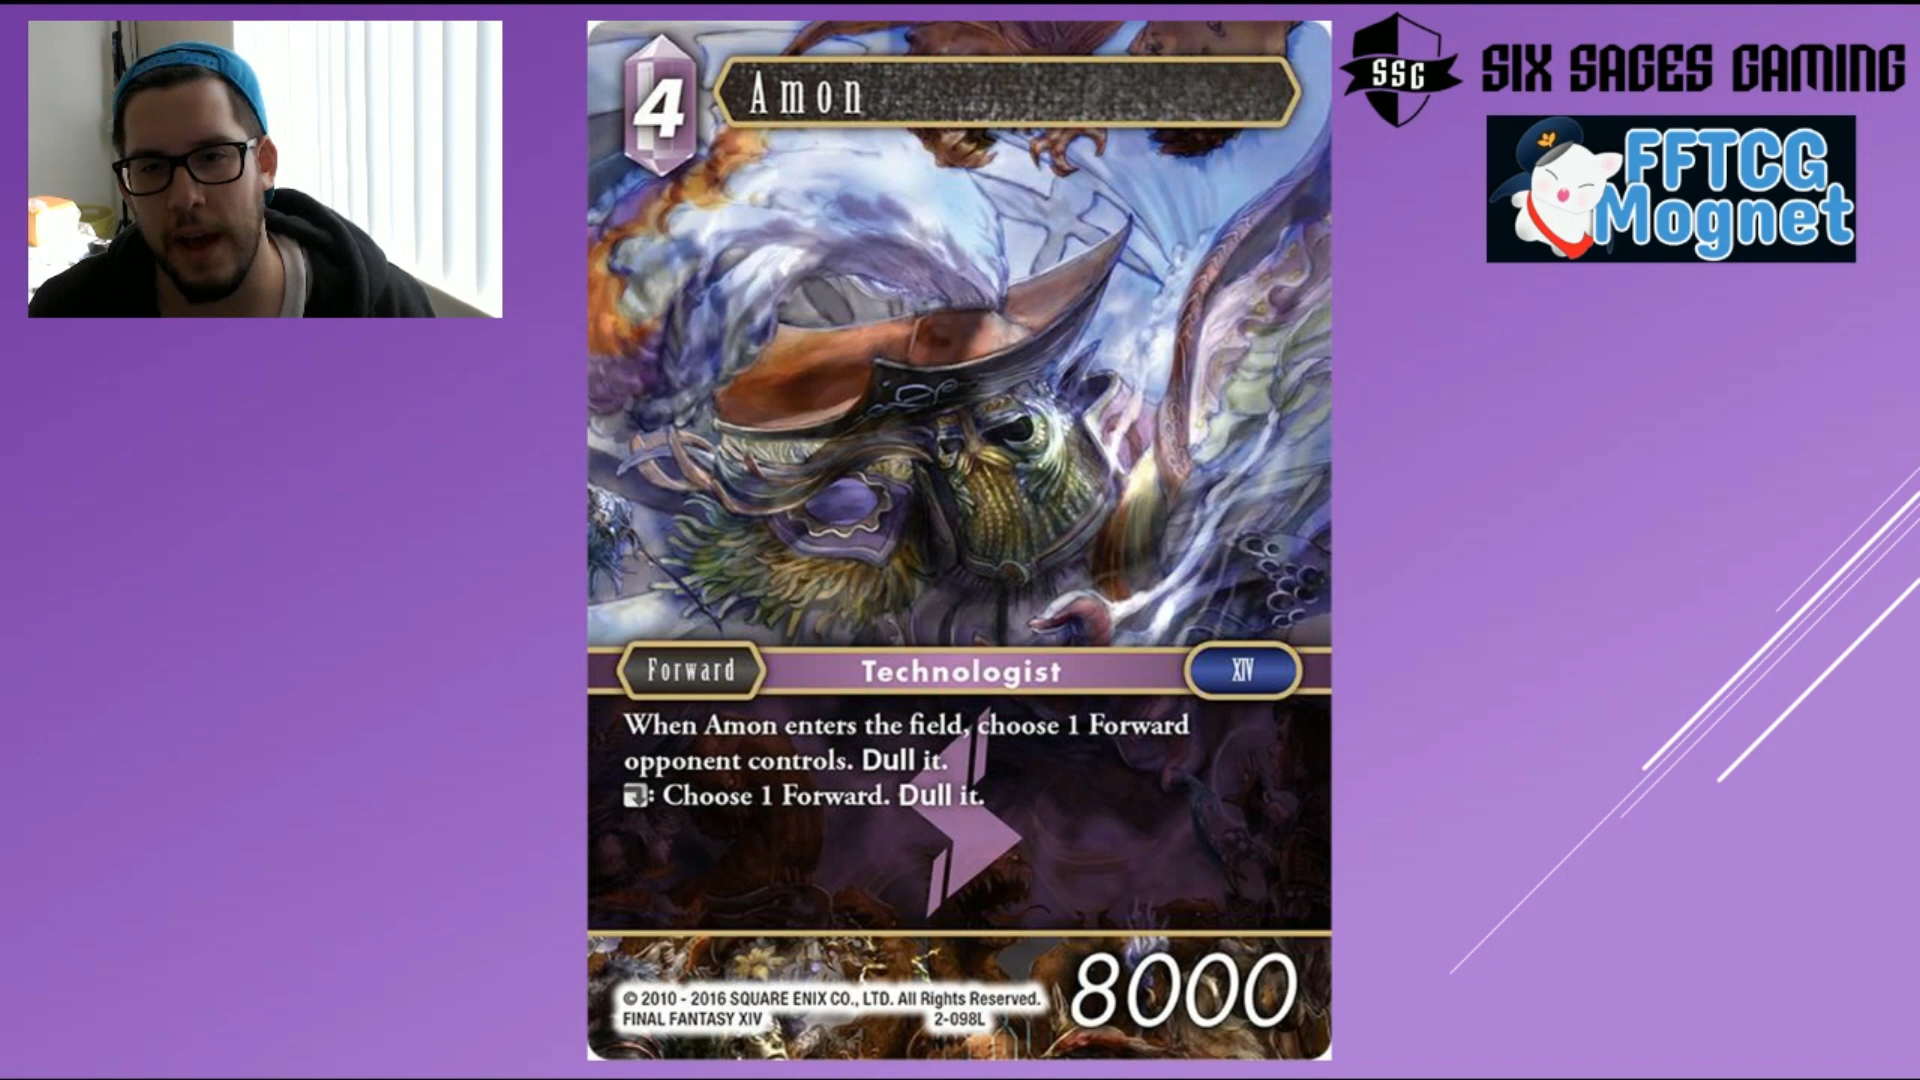 4
Amon
SSG
SIX SAGES GAMING
FFTCG
Mognet
Forward
Technologist
XIV
When Amon enters the field, choose 1 Forward
opponent controls. Dull it.
: Choose 1 Forward. Dull it.
8000
© 2010 - 2016 SQUARE ENIX CO., LTD. All Rights Reserved.
FINAL FANTASY XIV 2-098L